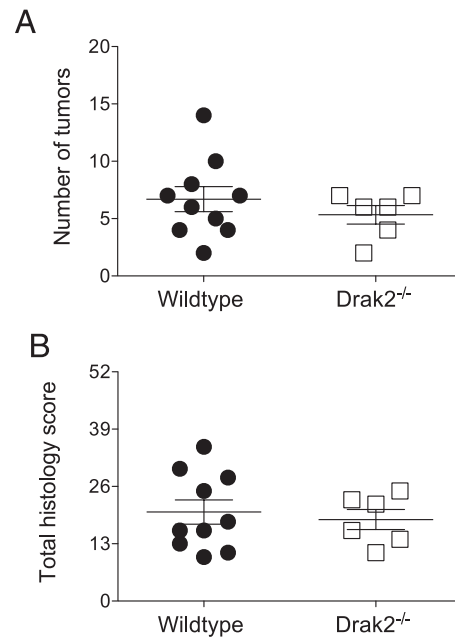 A
20
15
10
5
0
Number of tumors
Wildtype
Drak2-/-
B
52
39
26
13
0
Total histology score
Wildtype
Drak2-/-